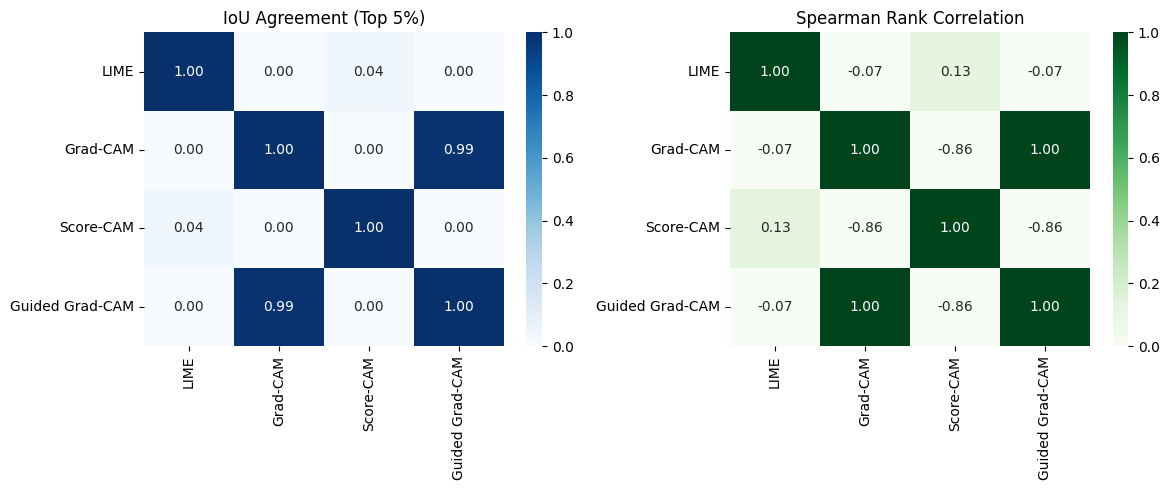 IoU Agreement (Top 5%)
LIME 1.00 0.00 0.04 0.00
Grad-CAM 0.00 1.00 0.00 0.99
Score-CAM 0.04 0.00 1.00 0.00
Guided Grad-CAM 0.00 0.99 0.00 1.00
LIME Grad-CAM Score-CAM Guided Grad-CAM
1.0
0.8
0.6
0.4
0.2
0.0
Spearman Rank Correlation
LIME 1.00 -0.07 0.13 -0.07
Grad-CAM -0.07 1.00 -0.86 1.00
Score-CAM 0.13 -0.86 1.00 -0.86
Guided Grad-CAM -0.07 1.00 -0.86 1.00
LIME Grad-CAM Score-CAM Guided Grad-CAM
1.0
0.8
0.6
0.4
0.2
0.0